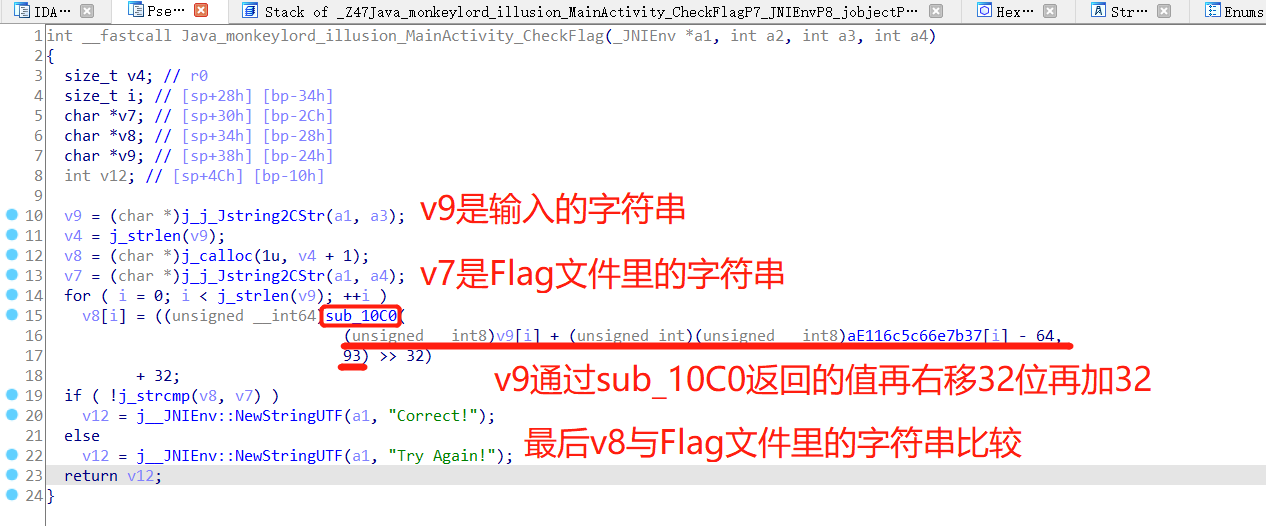 IDA··· Pse··· Stack of _Z47Java_monkeylord_illusion_MainActivity_CheckFlagP7_JNIEnvP8_jobjectP··· Hex··· Str··· Enums
1 int __fastcall Java_monkeylord_illusion_MainActivity_CheckFlag(_JNIEnv *a1, int a2, int a3, int a4)
2 {
3 size_t v4; // r0
4 size_t i; // [sp+28h] [bp-34h]
5 char *v7; // [sp+30h] [bp-2Ch]
6 char *v8; // [sp+34h] [bp-28h]
7 char *v9; // [sp+38h] [bp-24h]
8 int v12; // [sp+4Ch] [bp-10h]
9
10 v9 = (char *)j_j_Jstring2CStr(a1, a3); v9是输入的字符串
11 v4 = j_strlen(v9);
12 v8 = (char *)j_calloc(1u, v4 + 1);
13 v7 = (char *)j_j_Jstring2CStr(a1, a4); v7是Flag文件里的字符串
14 for ( i = 0; i < j_strlen(v9); ++i )
15 v8[i] = ((unsigned __int64)sub_10C0(
16 (unsigned __int8)v9[i] + (unsigned int)(unsigned __int8)aE116c5c66e7b37[i] - 64,
17 93) >> 32)
18 + 32;
v9通过sub_10C0返回的值再右移32位再加32
19 if ( !j_strcmp(v8, v7) )
20 v12 = j__JNIEnv::NewStringUTF(a1, "Correct!");
21 else
22 v12 = j__JNIEnv::NewStringUTF(a1, "Try Again!"); 最后v8与Flag文件里的字符串比较
23 return v12;
24 }